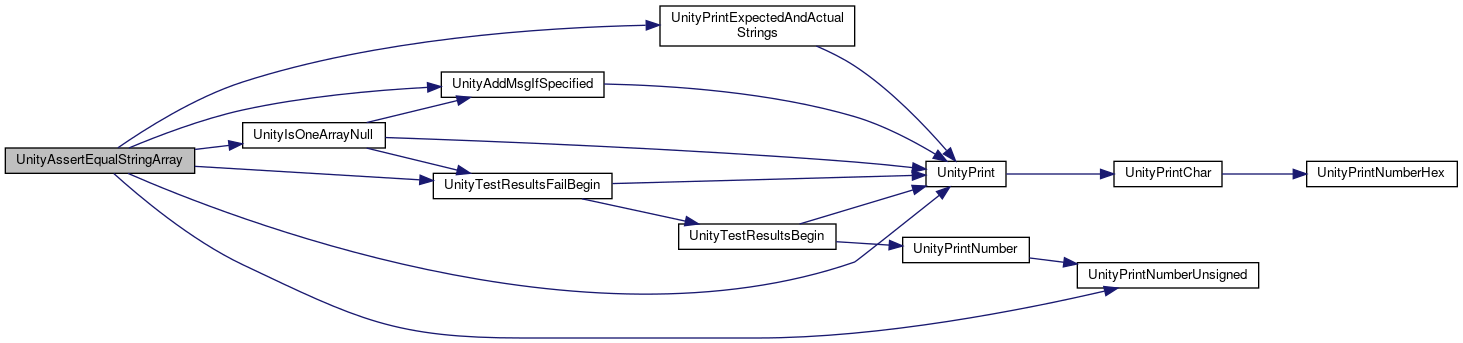 UnityPrintExpectedAndActual
Strings
UnityAddMsgIfSpecified
UnityIsOneArrayNull
UnityAssertEqualStringArray
UnityPrint
UnityPrintChar
UnityPrintNumberHex
UnityTestResultsFailBegin
UnityTestResultsBegin
UnityPrintNumber
UnityPrintNumberUnsigned